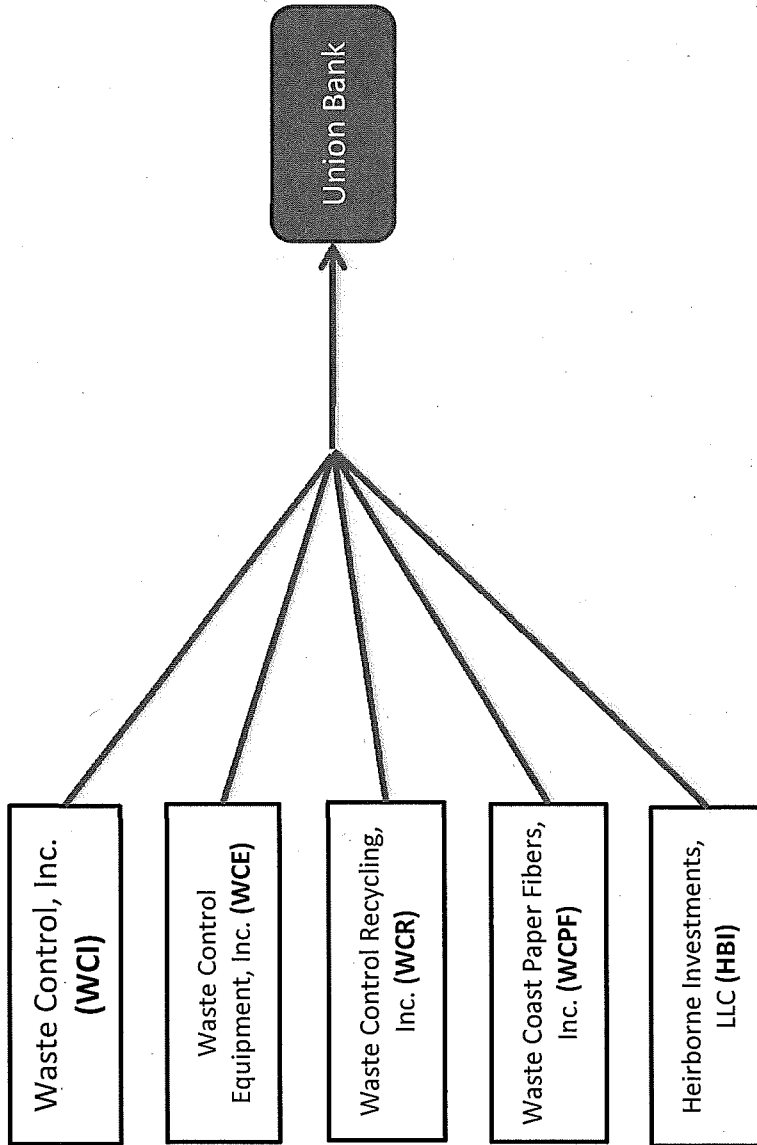 Waste Control, Inc.
(WCI)
Waste Control
Equipment, Inc. (WCE)
Waste Control Recycling,
Inc. (WCR)
Waste Coast Paper Fibers,
Inc. (WCPF)
Heirborne Investments,
LLC (HBI)
Union Bank